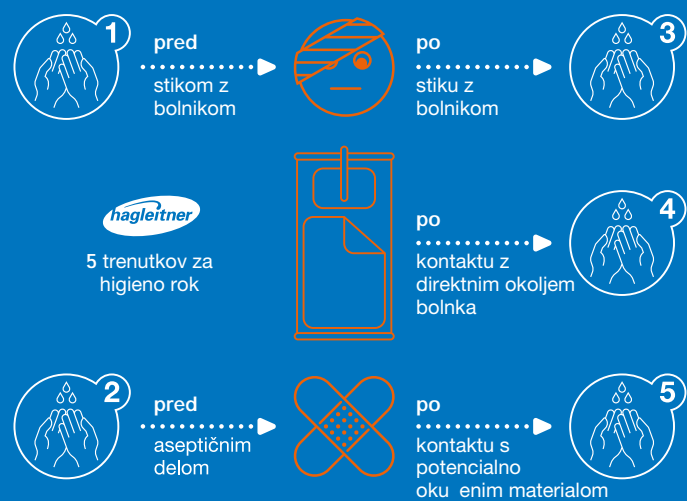 1
pred
stikom z
bolnikom
po
stiku z
bolnikom
3
hagleitner
5 trenutkov za
higieno rok
po
kontaktu z
direktnim okoljem
bolnka
4
2
pred
aseptičnim
delom
po
kontaktu s
potencialno
oku enim materialom
5